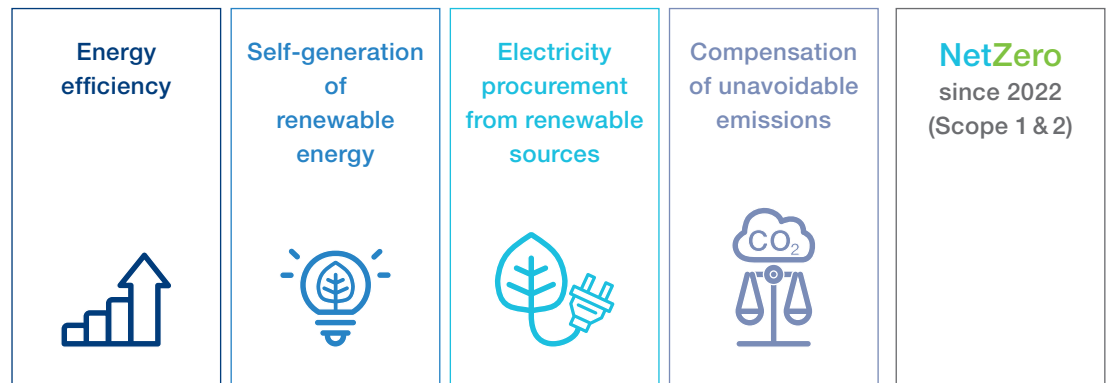 Energy
efficiency
Self-generation
of
renewable
energy
Electricity
procurement
from renewable
sources
Compensation
of unavoidable
emissions
CO₂
NetZero
since 2022
(Scope 1 & 2)